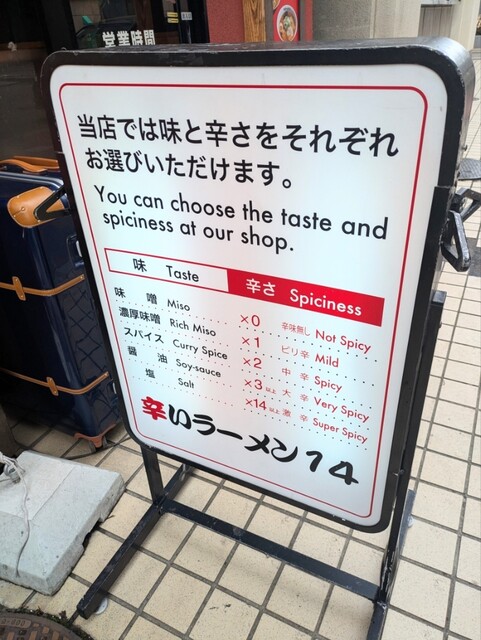 営業時間
当店では味と辛さをそれぞれ
お選びいただけます。
You can choose the taste and
spiciness at our shop.
味 Taste 辛さ Spiciness
味噌 Miso ×0 辛味無し Not Spicy
濃厚味噌 Rich Miso ×1 ピリ辛 Mild
スパイス Curry Spice ×2 中辛 Spicy
醤油 Soy-sauce ×3以上 大辛 Very Spicy
塩 Salt ×14以上 激辛 Super Spicy
辛いラーメン14